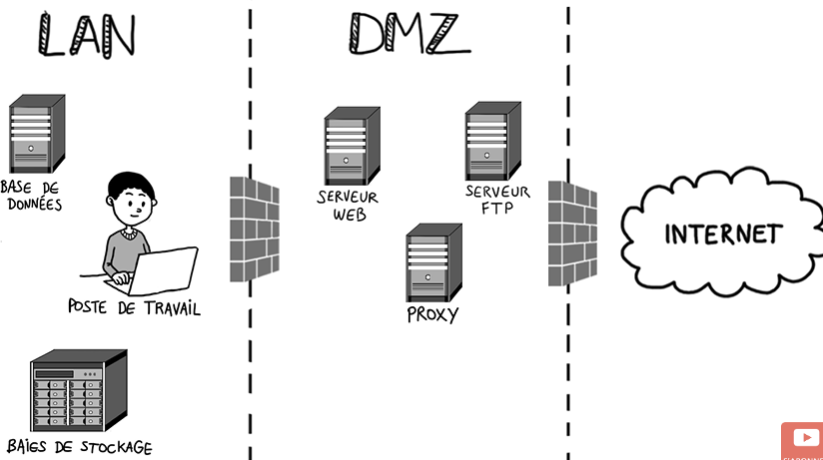 LAN
DMZ
BASE DE
DONNÉES
SERVEUR
WEB
SERVEUR
FTP
INTERNET
POSTE DE TRAVAIL
PROXY
BAIES DE STOCKAGE